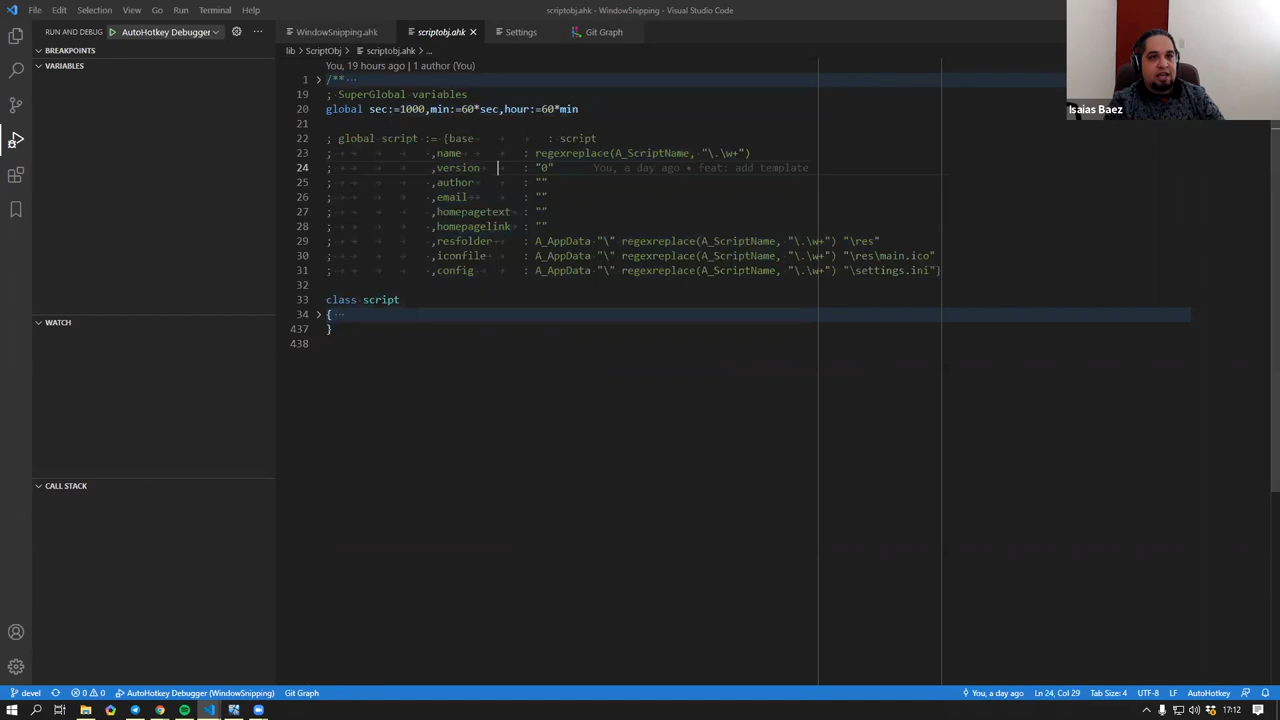 File Edit Selection View Go Run Terminal Help
scriptobj.ahk - WindowSnipping - Visual Studio Code
RUN AND DEBUG AutoHotkey Debugger
WindowSnipping.ahk scriptobj.ahk Settings Git Graph
BREAKPOINTS
lib ScriptObj scriptobj.ahk ...
VARIABLES
You, 19 hours ago | 1 author (You)
1 /** ...
19 ; SuperGlobal variables
20 global sec:=1000,min:=60*sec,hour:=60*min
21
22 ; global script := {base : script
23 ; ,name : regexreplace(A_ScriptName, "\.\w+")
24 ; ,version : "0" You, a day ago • feat: add template
25 ; ,author : ""
26 ; ,email : ""
27 ; ,homepagetext : ""
28 ; ,homepagelink : ""
29 ; ,resfolder : A_AppData "\" regexreplace(A_ScriptName, "\.\w+") "\res"
30 ; ,iconfile : A_AppData "\" regexreplace(A_ScriptName, "\.\w+") "\res\main.ico"
31 ; ,config : A_AppData "\" regexreplace(A_ScriptName, "\.\w+") "\settings.ini"}
32
33 class script
34 { ...
437 }
438
WATCH
CALL STACK
Isaias Baez
devel 0 0 AutoHotkey Debugger (WindowSnipping) Git Graph
You, a day ago Ln 24, Col 29 Tab Size: 4 UTF-8 LF AutoHotkey
17:12